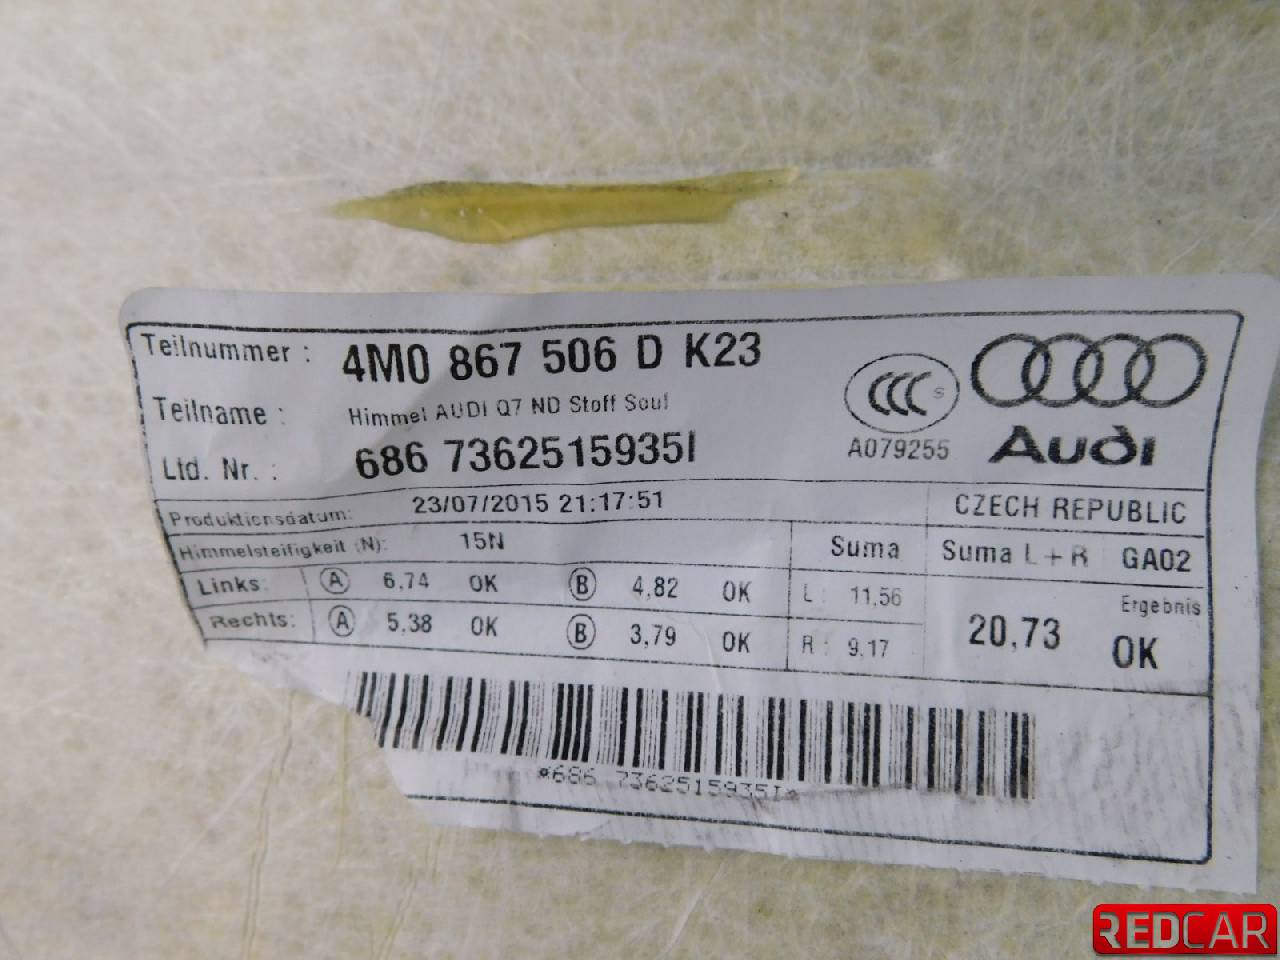 Teilnummer : 4M0 867 506 D K23
Teilname : Himmel AUDI Q7 ND Stoff Soul
Ltd. Nr. : 686 7362515935I
CCC S
A079255
Audi
Produktionsdatum: 23/07/2015 21:17:51 CZECH REPUBLIC
Himmelsteifigkeit (N): 15N Suma Suma L+R GA02
Links: A 6,74 OK B 4,82 OK L: 11,56
Rechts: A 5,38 OK B 3,79 OK R: 9,17
20,73
Ergebnis
OK
*686 7362515935I*
REDCAR